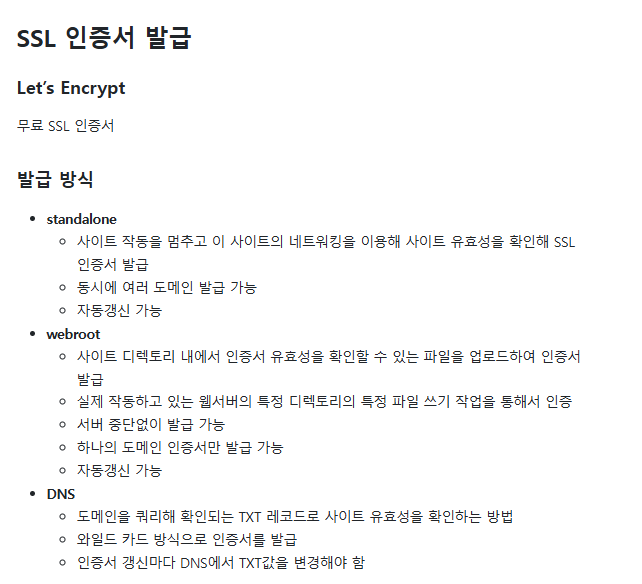 SSL 인증서 발급
Let’s Encrypt
무료 SSL 인증서
발급 방식
standalone
사이트 작동을 멈추고 이 사이트의 네트워킹을 이용해 사이트 유효성을 확인해 SSL
인증서 발급
동시에 여러 도메인 발급 가능
자동갱신 가능
webroot
사이트 디렉토리 내에서 인증서 유효성을 확인할 수 있는 파일을 업로드하여 인증서
발급
실제 작동하고 있는 웹서버의 특정 디렉토리의 특정 파일 쓰기 작업을 통해서 인증
서버 중단없이 발급 가능
하나의 도메인 인증서만 발급 가능
자동갱신 가능
DNS
도메인을 쿼리해 확인되는 TXT 레코드로 사이트 유효성을 확인하는 방법
와일드 카드 방식으로 인증서를 발급
인증서 갱신마다 DNS에서 TXT값을 변경해야 함